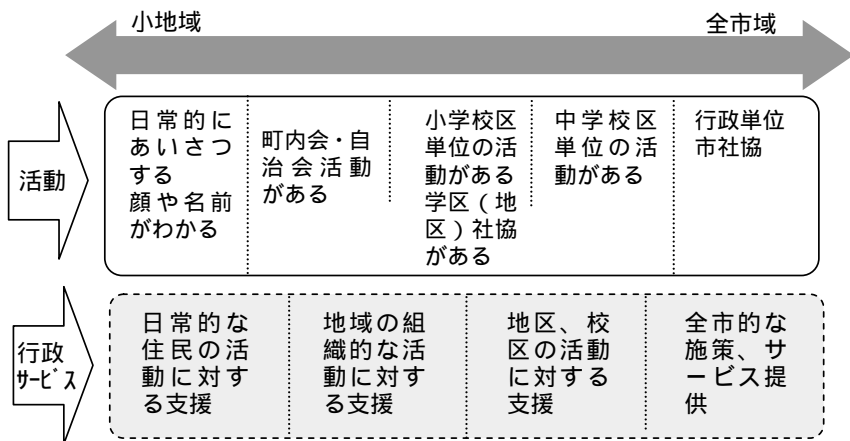 小地域
全市域
活動
日常的に
あいさつ
する
顔や名前
がわかる
町内会・自
治会活動
がある
小学校区
単位の活
動がある
学区(地
区)社協
がある
中学校区
単位の活
動がある
行政単位
市社協
行政
サービス
日常的な
住民の活
動に対す
る支援
地域の組
織的な活
動に対す
る支援
地区、校
区の活動
に対する
支援
全市的な
施策、サ
ービス提
供